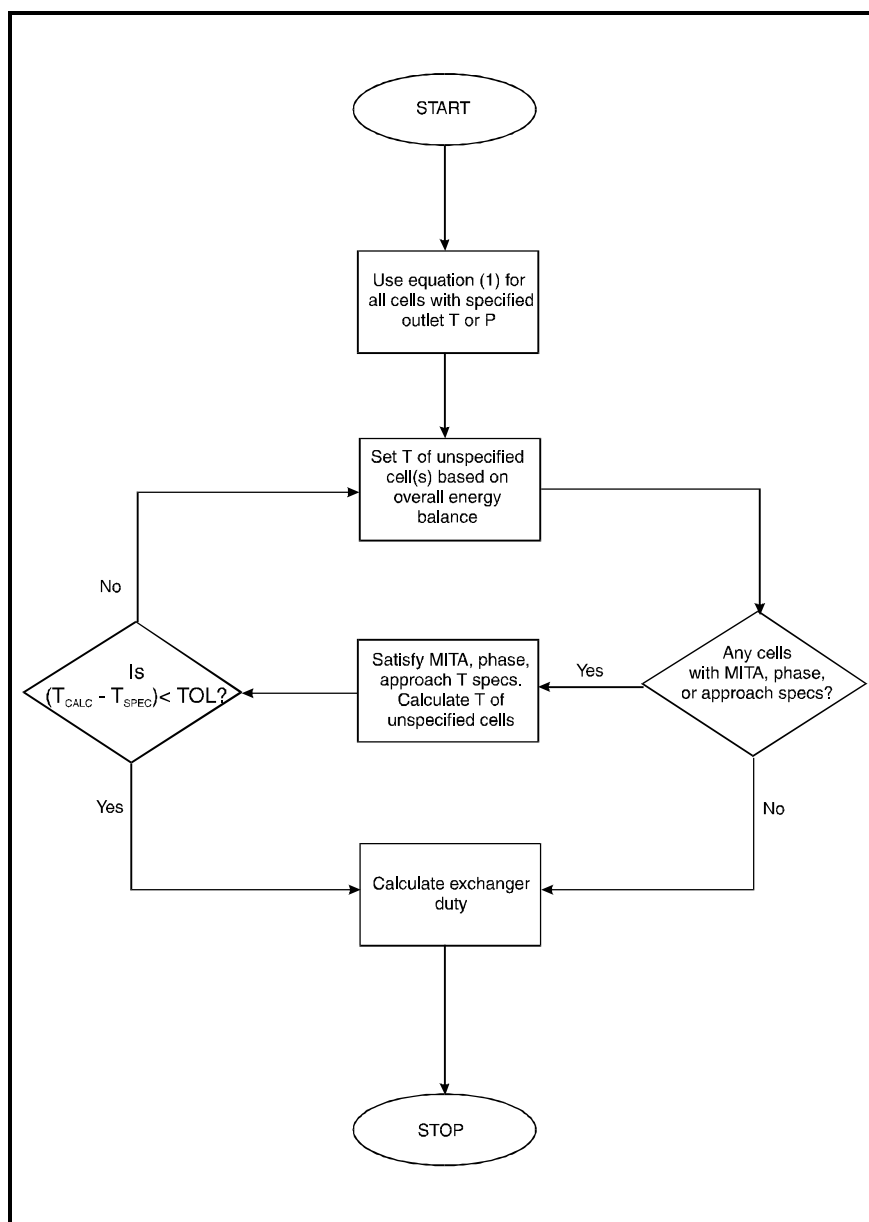 START
Use equation (1) for
all cells with specified
outlet T or P
Set T of unspecified
cell(s) based on
overall energy
balance
No
Any cells
with MITA, phase,
or approach specs?
Yes
Satisfy MITA, phase,
approach T specs.
Calculate T of
unspecified cells
Is
(TCALC - TSPEC)< TOL?
Yes
No
Calculate exchanger
duty
STOP